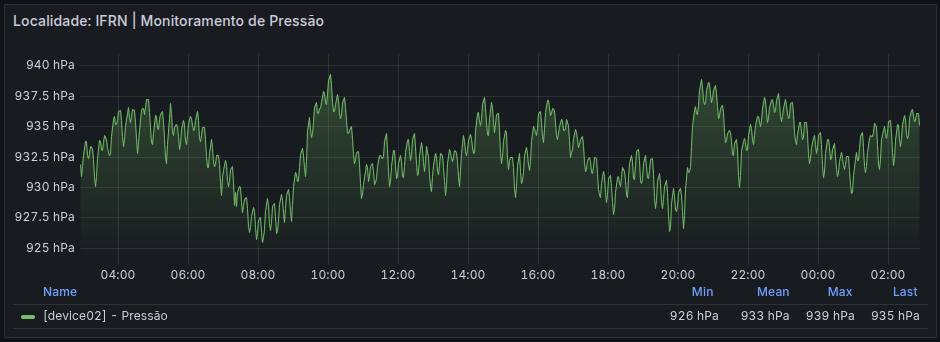 Localidade: IFRN | Monitoramento de Pressão
940 hPa
937.5 hPa
935 hPa
932.5 hPa
930 hPa
927.5 hPa
925 hPa
04:00 06:00 08:00 10:00 12:00 14:00 16:00 18:00 20:00 22:00 00:00 02:00
Name Min Mean Max Last
[device02] - Pressão 926 hPa 933 hPa 939 hPa 935 hPa